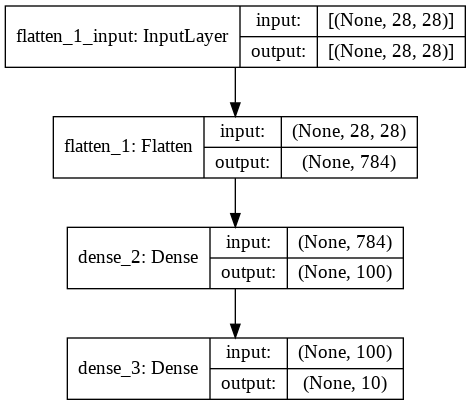 flatten_1_input: InputLayer input: [(None, 28, 28)]
output: [(None, 28, 28)]
flatten_1: Flatten input: (None, 28, 28)
output: (None, 784)
dense_2: Dense input: (None, 784)
output: (None, 100)
dense_3: Dense input: (None, 100)
output: (None, 10)